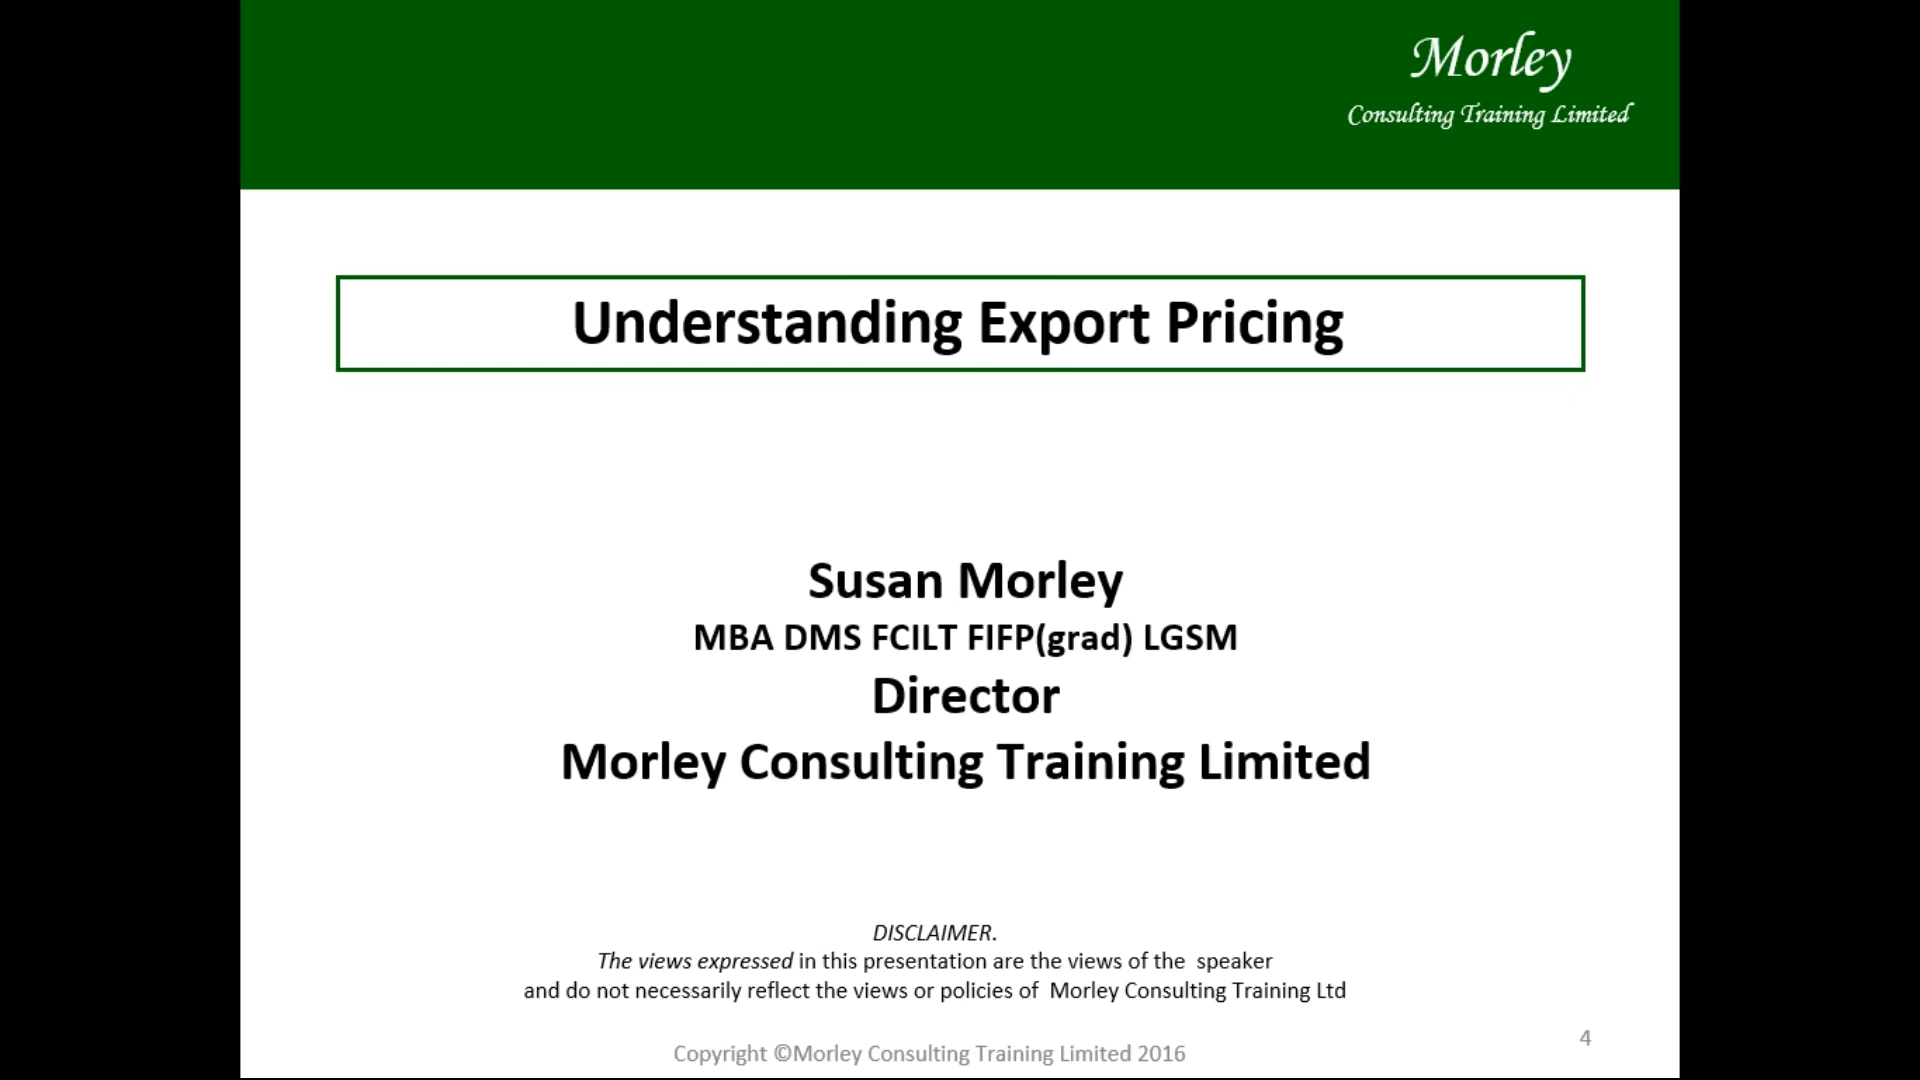 Morley
Consulting Training Limited
Understanding Export Pricing
Susan Morley
MBA DMS FCILT FIFP(grad) LGSM
Director
Morley Consulting Training Limited
DISCLAIMER.
The views expressed in this presentation are the views of the  speaker
and do not necessarily reflect the views or policies of  Morley Consulting Training Ltd
4
Copyright ©Morley Consulting Training Limited 2016